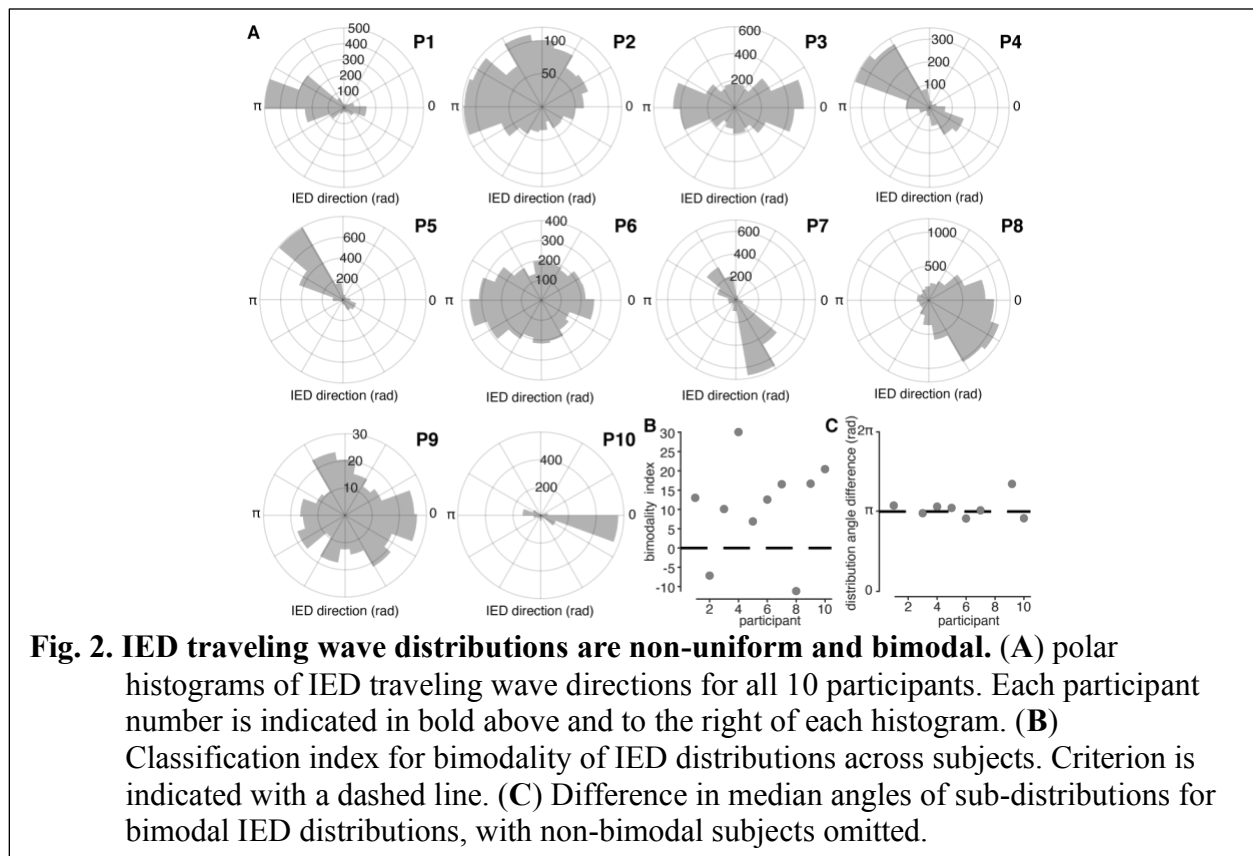 A
P1
500
400
300
200
100
π
0
IED direction (rad)
P2
100
50
π
0
IED direction (rad)
P3
600
400
200
π
0
IED direction (rad)
P4
300
200
100
π
0
IED direction (rad)
P5
600
400
200
π
0
IED direction (rad)
P6
400
300
200
100
π
0
IED direction (rad)
P7
600
400
200
π
0
IED direction (rad)
P8
1000
500
π
0
IED direction (rad)
P9
30
20
10
π
0
IED direction (rad)
P10
400
200
π
0
IED direction (rad)
B
bimodality index
30
25
20
15
10
5
0
-5
-10
2 4 6 8 10
participant
C
distribution angle difference (rad)
2π
π
0
2 4 6 8 10
participant
Fig. 2. IED traveling wave distributions are non-uniform and bimodal. (A) polar
histograms of IED traveling wave directions for all 10 participants. Each participant
number is indicated in bold above and to the right of each histogram. (B)
Classification index for bimodality of IED distributions across subjects. Criterion is
indicated with a dashed line. (C) Difference in median angles of sub-distributions for
bimodal IED distributions, with non-bimodal subjects omitted.